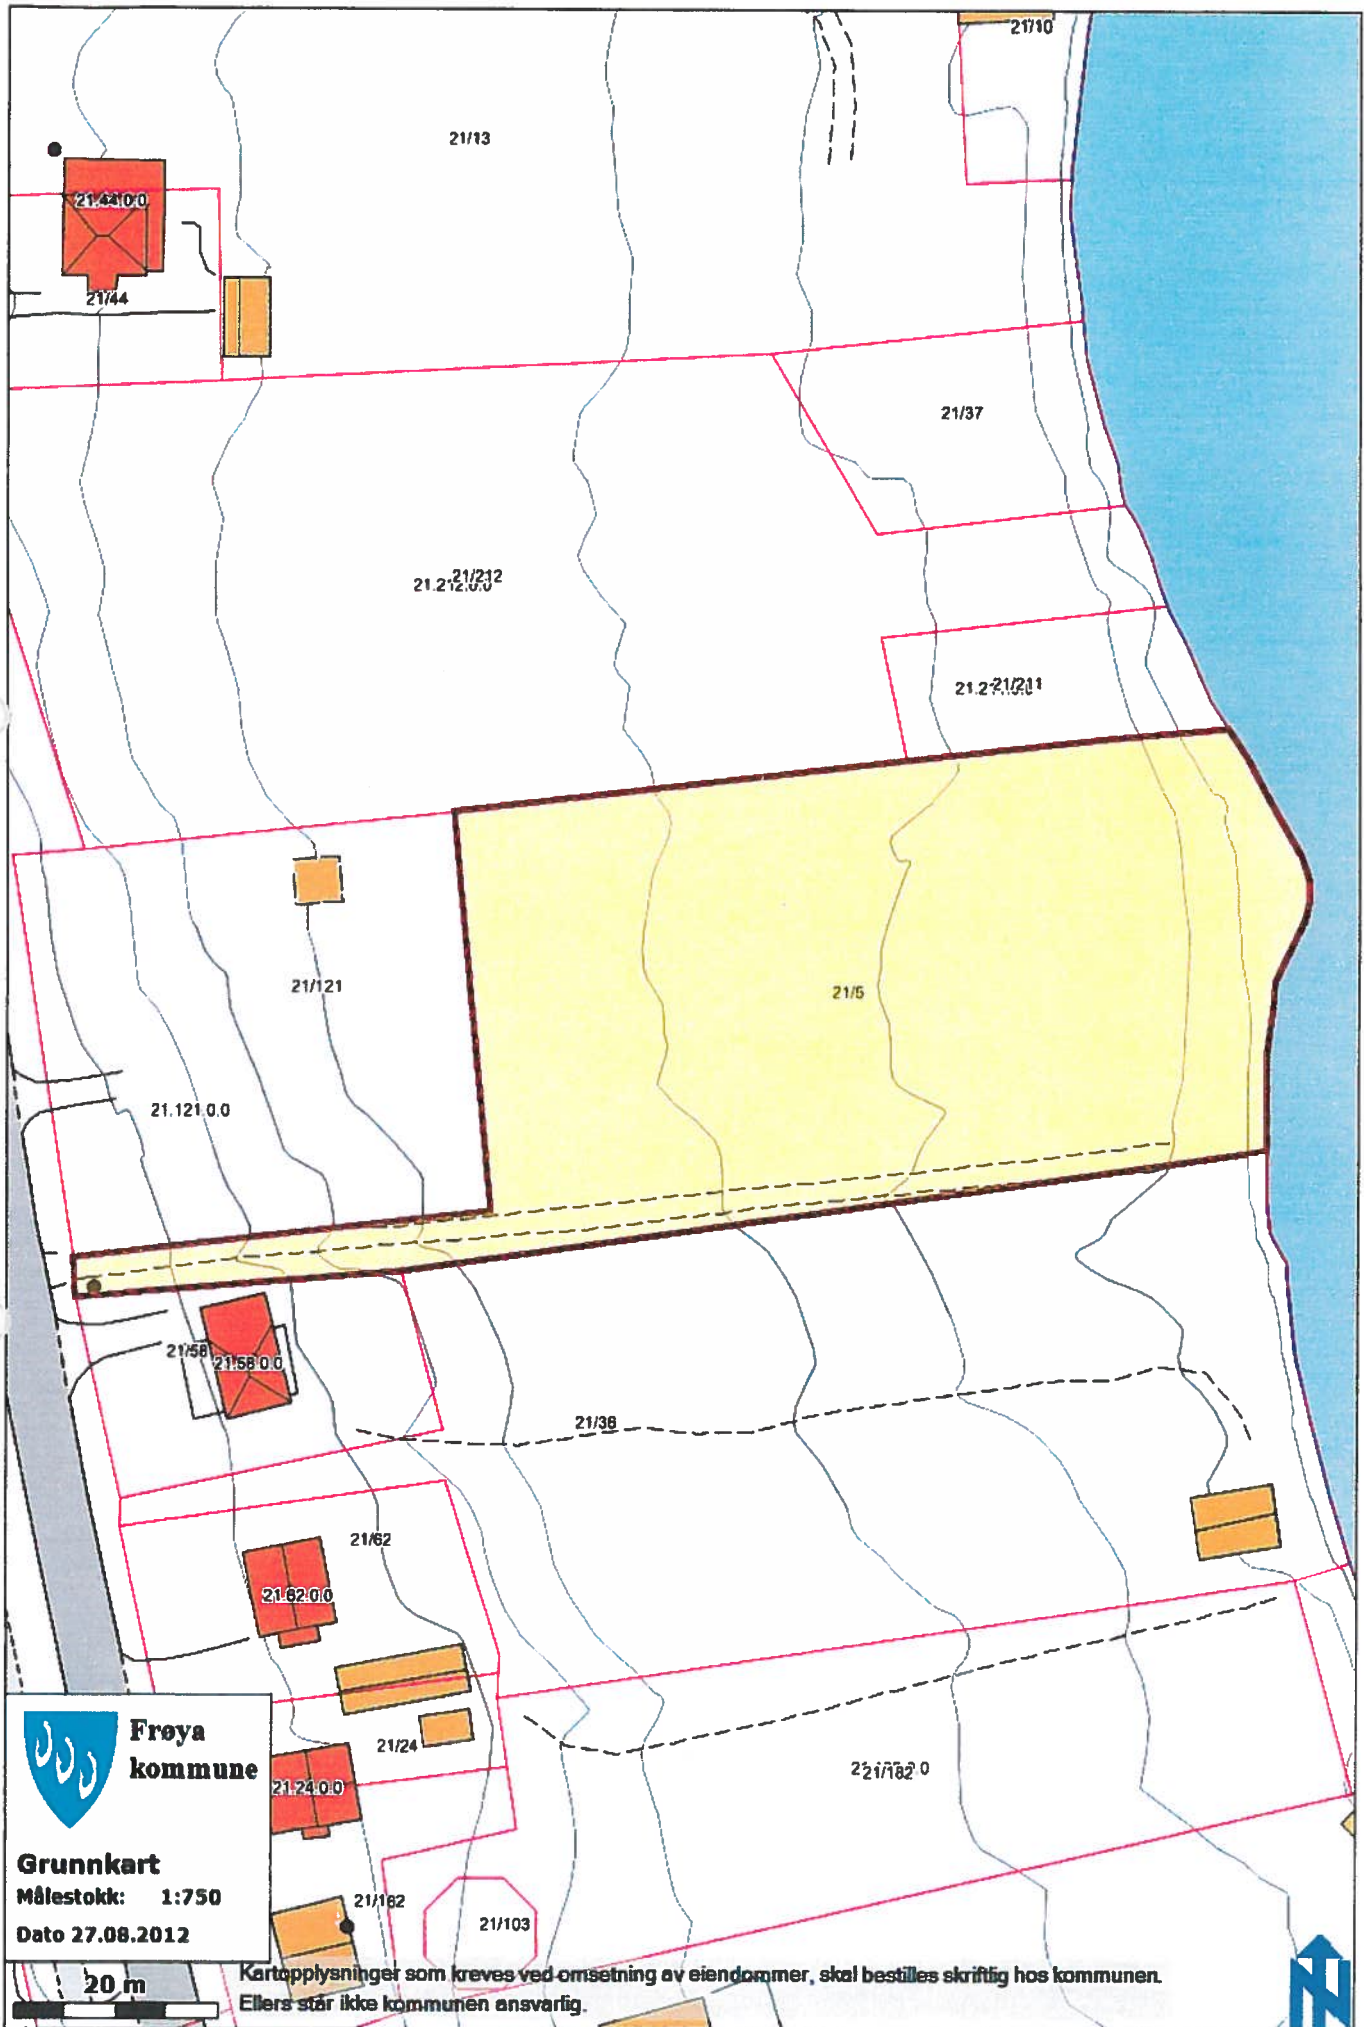 21/10
21/13
21.44.0.0
21/44
21/37
21/212
21.212.0.0
21/211
21/121
21/5
21.121.0.0
21/58
21.58.0.0
21/38
21/62
21.62.0.0
21/24
21.24.0.0
21/182
Frøya
kommune
Grunnkart
Målestokk: 1:750
Dato 27.08.2012
21/162
21/103
20 m
Kartopplysninger som kreves ved omsetning av eiendommer, skal bestilles skriftlig hos kommunen.
Ellers står ikke kommunen ansvarlig.
N